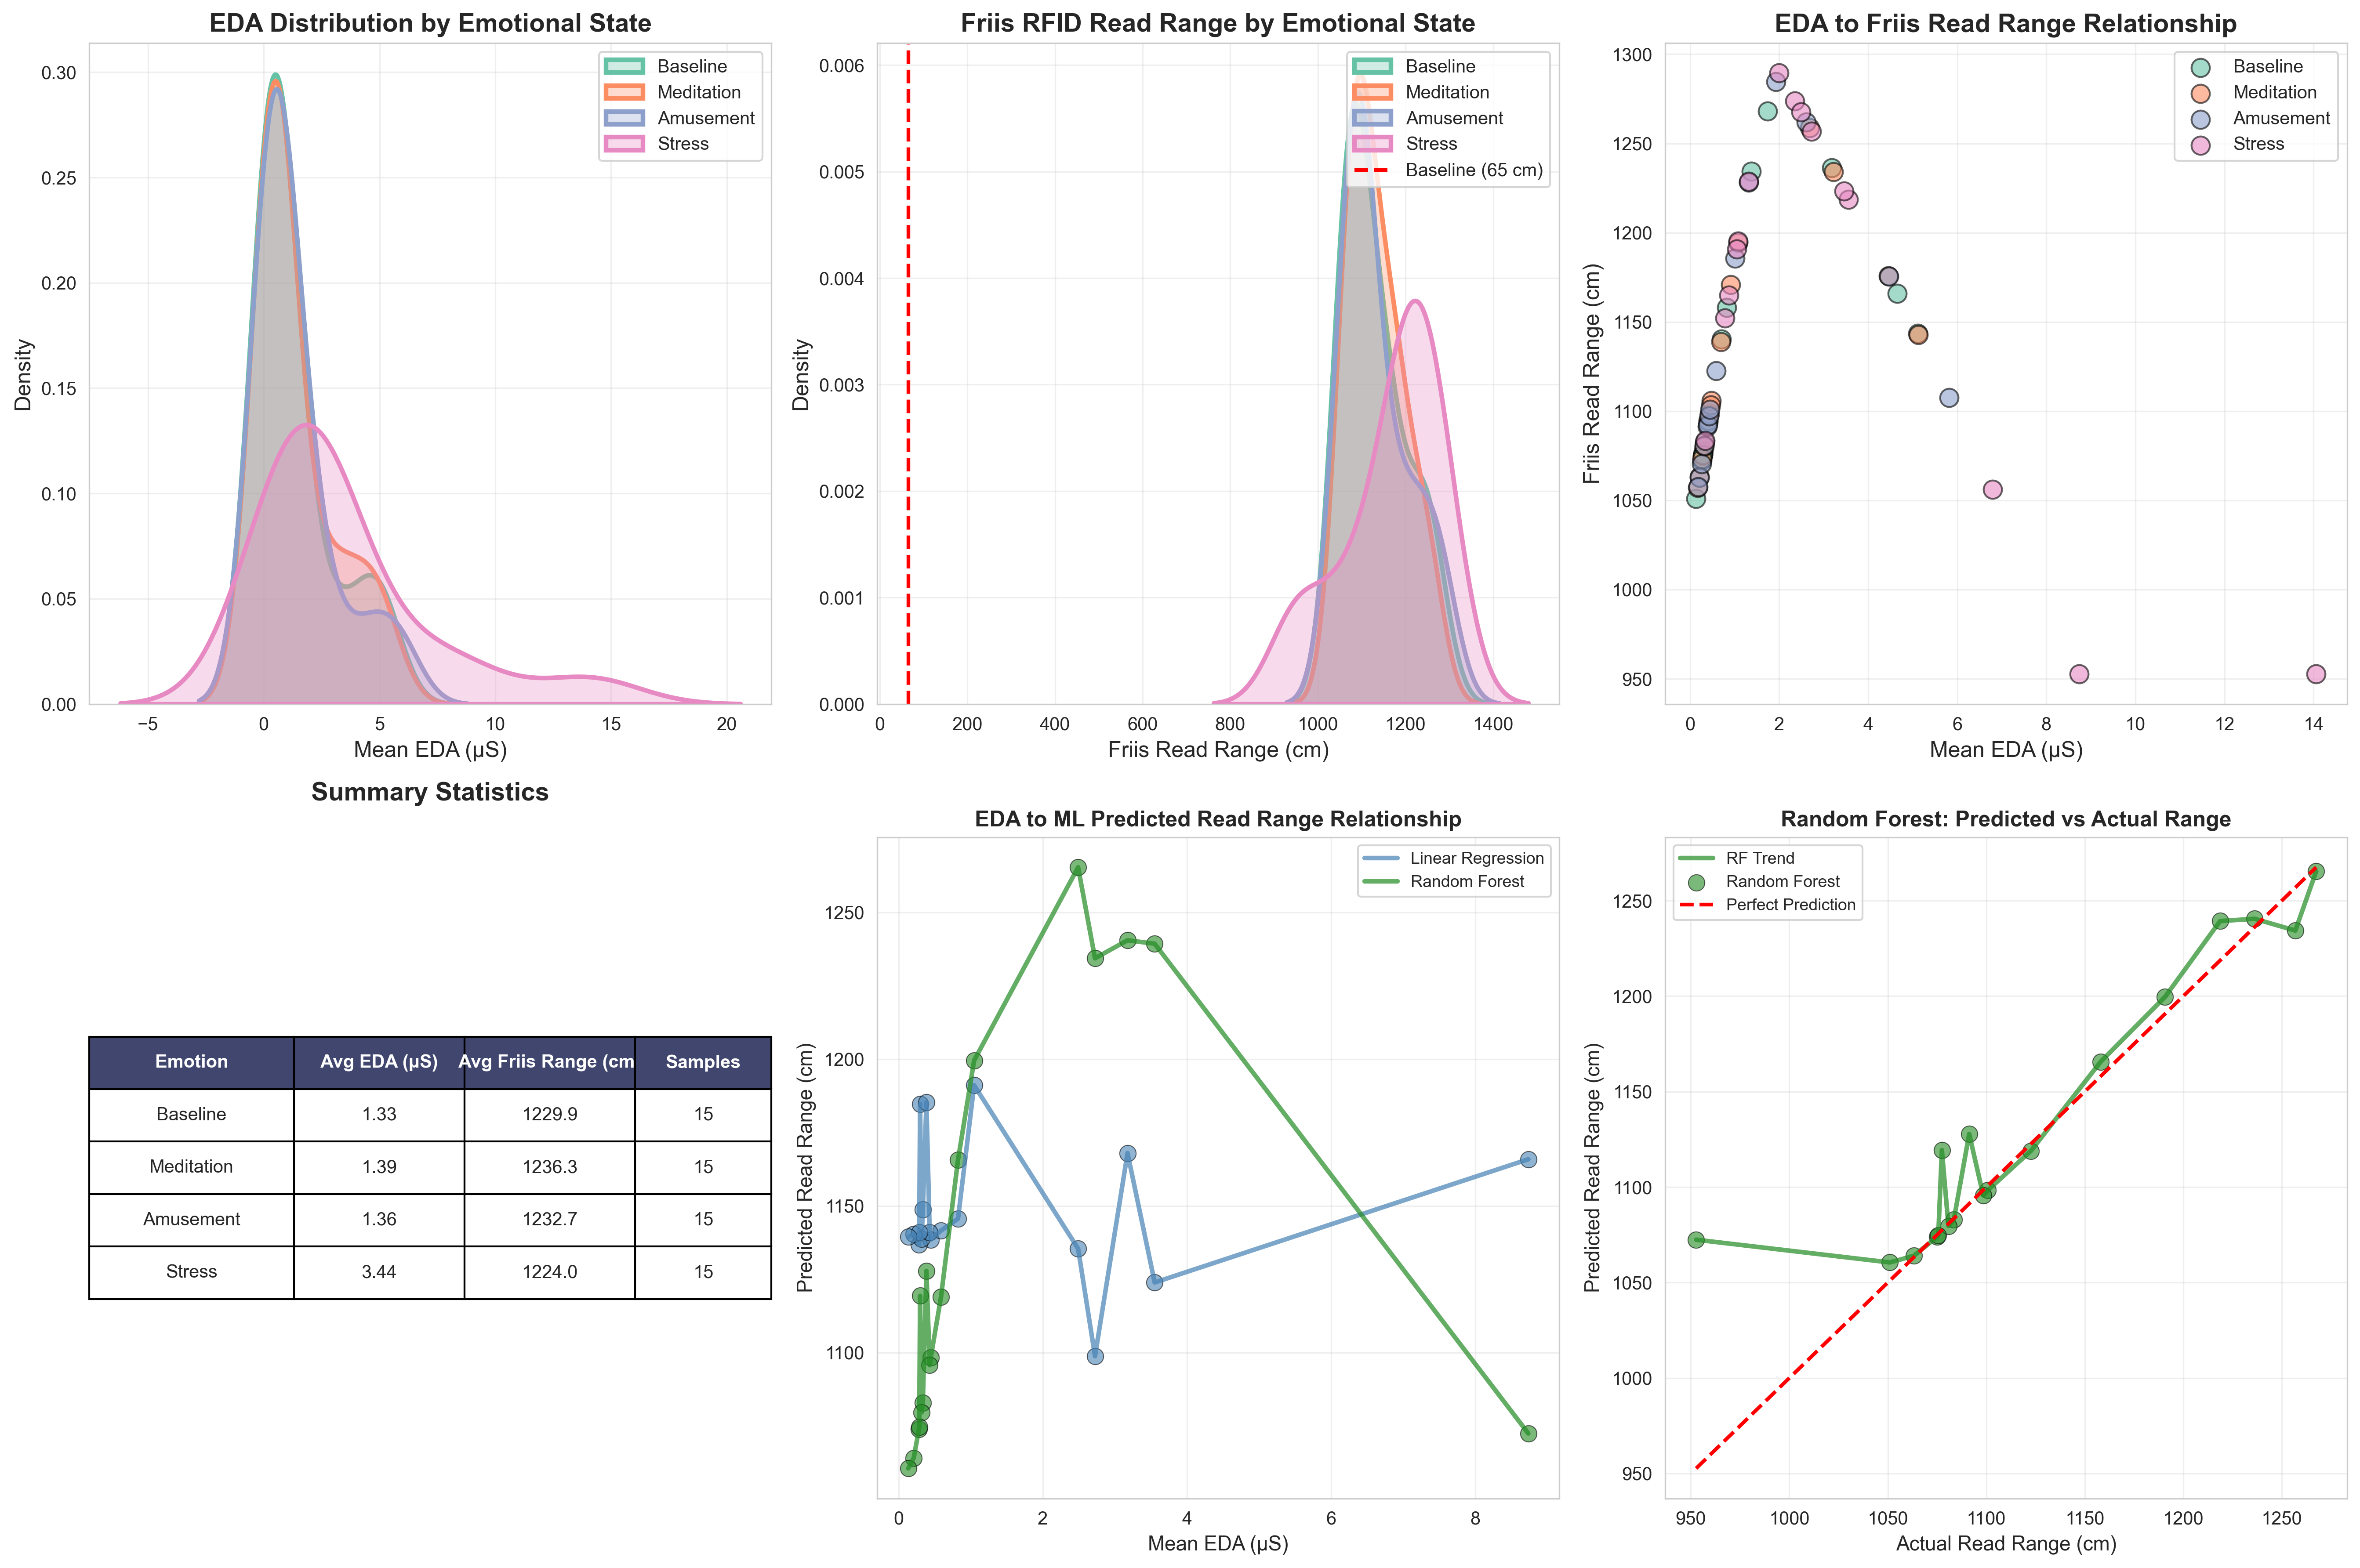 EDA Distribution by Emotional State
Density
0.30
0.25
0.20
0.15
0.10
0.05
0.00
−5
0
5
10
15
20
Mean EDA (μS)
Baseline
Meditation
Amusement
Stress
Friis RFID Read Range by Emotional State
Density
0.006
0.005
0.004
0.003
0.002
0.001
0.000
0
200
400
600
800
1000
1200
1400
Friis Read Range (cm)
Baseline
Meditation
Amusement
Stress
Baseline (65 cm)
EDA to Friis Read Range Relationship
Friis Read Range (cm)
1300
1250
1200
1150
1100
1050
1000
950
0
2
4
6
8
10
12
14
Mean EDA (μS)
Baseline
Meditation
Amusement
Stress
Summary Statistics
Emotion Avg EDA (μS) Avg Friis Range (cm Samples
Baseline 1.33 1229.9 15
Meditation 1.39 1236.3 15
Amusement 1.36 1232.7 15
Stress 3.44 1224.0 15
EDA to ML Predicted Read Range Relationship
Predicted Read Range (cm)
1250
1200
1150
1100
0
2
4
6
8
Mean EDA (μS)
Linear Regression
Random Forest
Random Forest: Predicted vs Actual Range
Predicted Read Range (cm)
1250
1200
1150
1100
1050
1000
950
950
1000
1050
1100
1150
1200
1250
Actual Read Range (cm)
RF Trend
Random Forest
Perfect Prediction